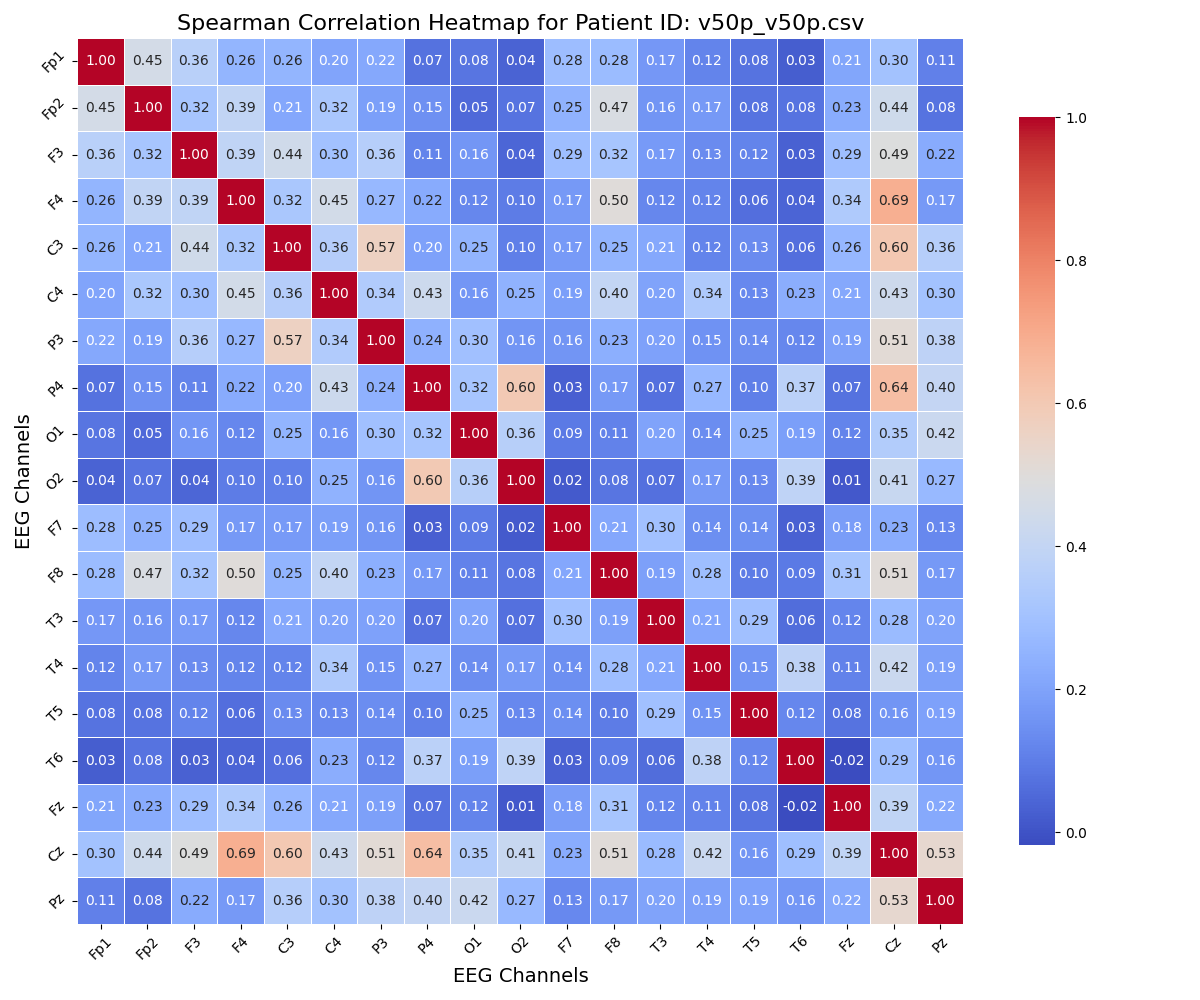 Spearman Correlation Heatmap for Patient ID: v50p_v50p.csv
Fp1 1.00 0.45 0.36 0.26 0.26 0.20 0.22 0.07 0.08 0.04 0.28 0.28 0.17 0.12 0.08 0.03 0.21 0.30 0.11
Fp2 0.45 1.00 0.32 0.39 0.21 0.32 0.19 0.15 0.05 0.07 0.25 0.47 0.16 0.17 0.08 0.08 0.23 0.44 0.08
F3 0.36 0.32 1.00 0.39 0.44 0.30 0.36 0.11 0.16 0.04 0.29 0.32 0.17 0.13 0.12 0.03 0.29 0.49 0.22
F4 0.26 0.39 0.39 1.00 0.32 0.45 0.27 0.22 0.12 0.10 0.17 0.50 0.12 0.12 0.06 0.04 0.34 0.69 0.17
C3 0.26 0.21 0.44 0.32 1.00 0.36 0.57 0.20 0.25 0.10 0.17 0.25 0.21 0.12 0.13 0.06 0.26 0.60 0.36
C4 0.20 0.32 0.30 0.45 0.36 1.00 0.34 0.43 0.16 0.25 0.19 0.40 0.20 0.34 0.13 0.23 0.21 0.43 0.30
P3 0.22 0.19 0.36 0.27 0.57 0.34 1.00 0.24 0.30 0.16 0.16 0.23 0.20 0.15 0.14 0.12 0.19 0.51 0.38
P4 0.07 0.15 0.11 0.22 0.20 0.43 0.24 1.00 0.32 0.60 0.03 0.17 0.07 0.27 0.10 0.37 0.07 0.64 0.40
O1 0.08 0.05 0.16 0.12 0.25 0.16 0.30 0.32 1.00 0.36 0.09 0.11 0.20 0.14 0.25 0.19 0.12 0.35 0.42
O2 0.04 0.07 0.04 0.10 0.10 0.25 0.16 0.60 0.36 1.00 0.02 0.08 0.07 0.17 0.13 0.39 0.01 0.41 0.27
F7 0.28 0.25 0.29 0.17 0.17 0.19 0.16 0.03 0.09 0.02 1.00 0.21 0.30 0.14 0.14 0.03 0.18 0.23 0.13
F8 0.28 0.47 0.32 0.50 0.25 0.40 0.23 0.17 0.11 0.08 0.21 1.00 0.19 0.28 0.10 0.09 0.31 0.51 0.17
T3 0.17 0.16 0.17 0.12 0.21 0.20 0.20 0.07 0.20 0.07 0.30 0.19 1.00 0.21 0.29 0.06 0.12 0.28 0.20
T4 0.12 0.17 0.13 0.12 0.12 0.34 0.15 0.27 0.14 0.17 0.14 0.28 0.21 1.00 0.15 0.38 0.11 0.42 0.19
T5 0.08 0.08 0.12 0.06 0.13 0.13 0.14 0.10 0.25 0.13 0.14 0.10 0.29 0.15 1.00 0.12 0.08 0.16 0.19
T6 0.03 0.08 0.03 0.04 0.06 0.23 0.12 0.37 0.19 0.39 0.03 0.09 0.06 0.38 0.12 1.00 -0.02 0.29 0.16
Fz 0.21 0.23 0.29 0.34 0.26 0.21 0.19 0.07 0.12 0.01 0.18 0.31 0.12 0.11 0.08 -0.02 1.00 0.39 0.22
Cz 0.30 0.44 0.49 0.69 0.60 0.43 0.51 0.64 0.35 0.41 0.23 0.51 0.28 0.42 0.16 0.29 0.39 1.00 0.53
Pz 0.11 0.08 0.22 0.17 0.36 0.30 0.38 0.40 0.42 0.27 0.13 0.17 0.20 0.19 0.19 0.16 0.22 0.53 1.00
Fp1 Fp2 F3 F4 C3 C4 P3 P4 O1 O2 F7 F8 T3 T4 T5 T6 Fz Cz Pz
EEG Channels
EEG Channels
1.0
0.8
0.6
0.4
0.2
0.0